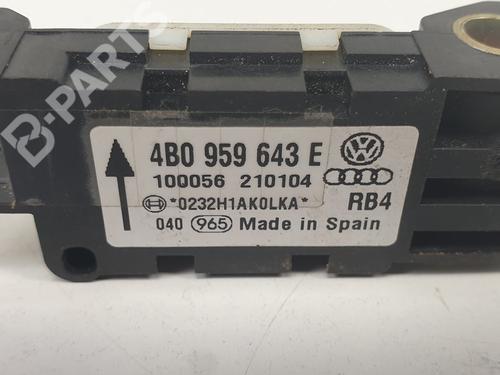 B-PARTS
4B0 959 643 E
100056 210104
*0232H1AK0LKA* RB4
040 965 Made in Spain